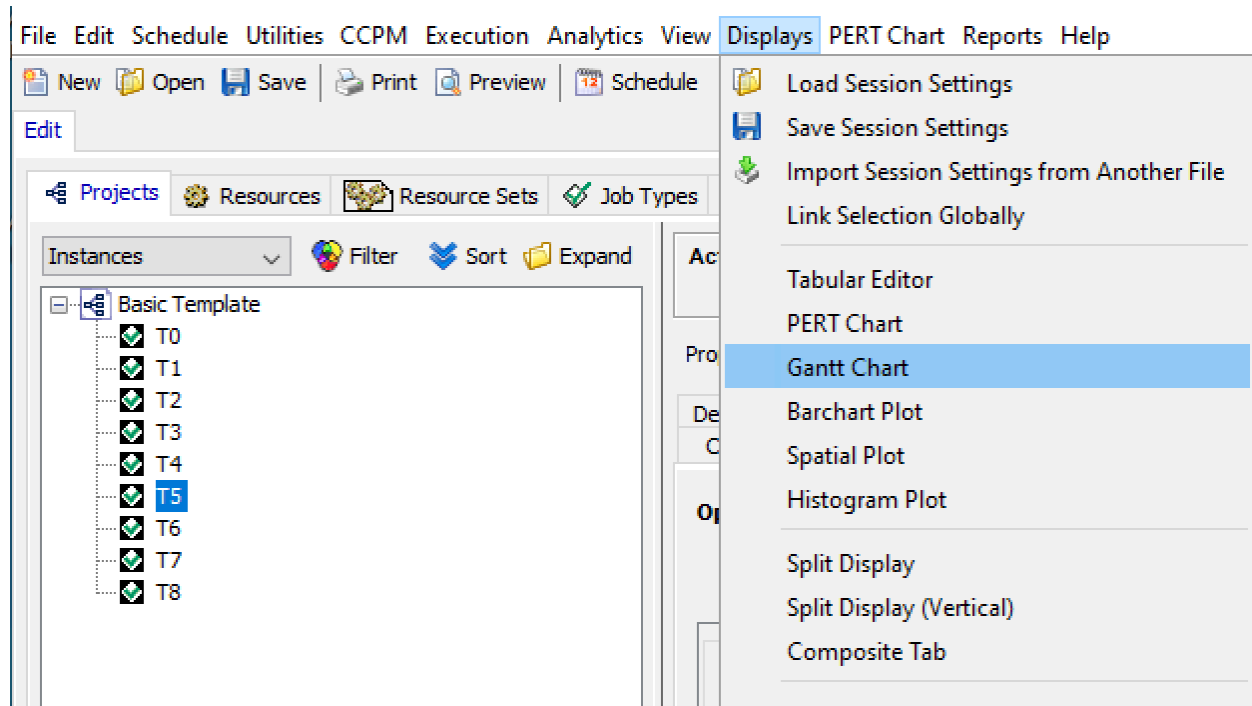 File Edit Schedule Utilities CCPM Execution Analytics View Displays PERT Chart Reports Help
New Open Save Print Preview Schedule
Edit
Projects Resources Resource Sets Job Types
Instances Filter Sort Expand
Basic Template
T0
T1
T2
T3
T4
T5
T6
T7
T8
Load Session Settings
Save Session Settings
Import Session Settings from Another File
Link Selection Globally
Tabular Editor
PERT Chart
Gantt Chart
Barchart Plot
Spatial Plot
Histogram Plot
Split Display
Split Display (Vertical)
Composite Tab